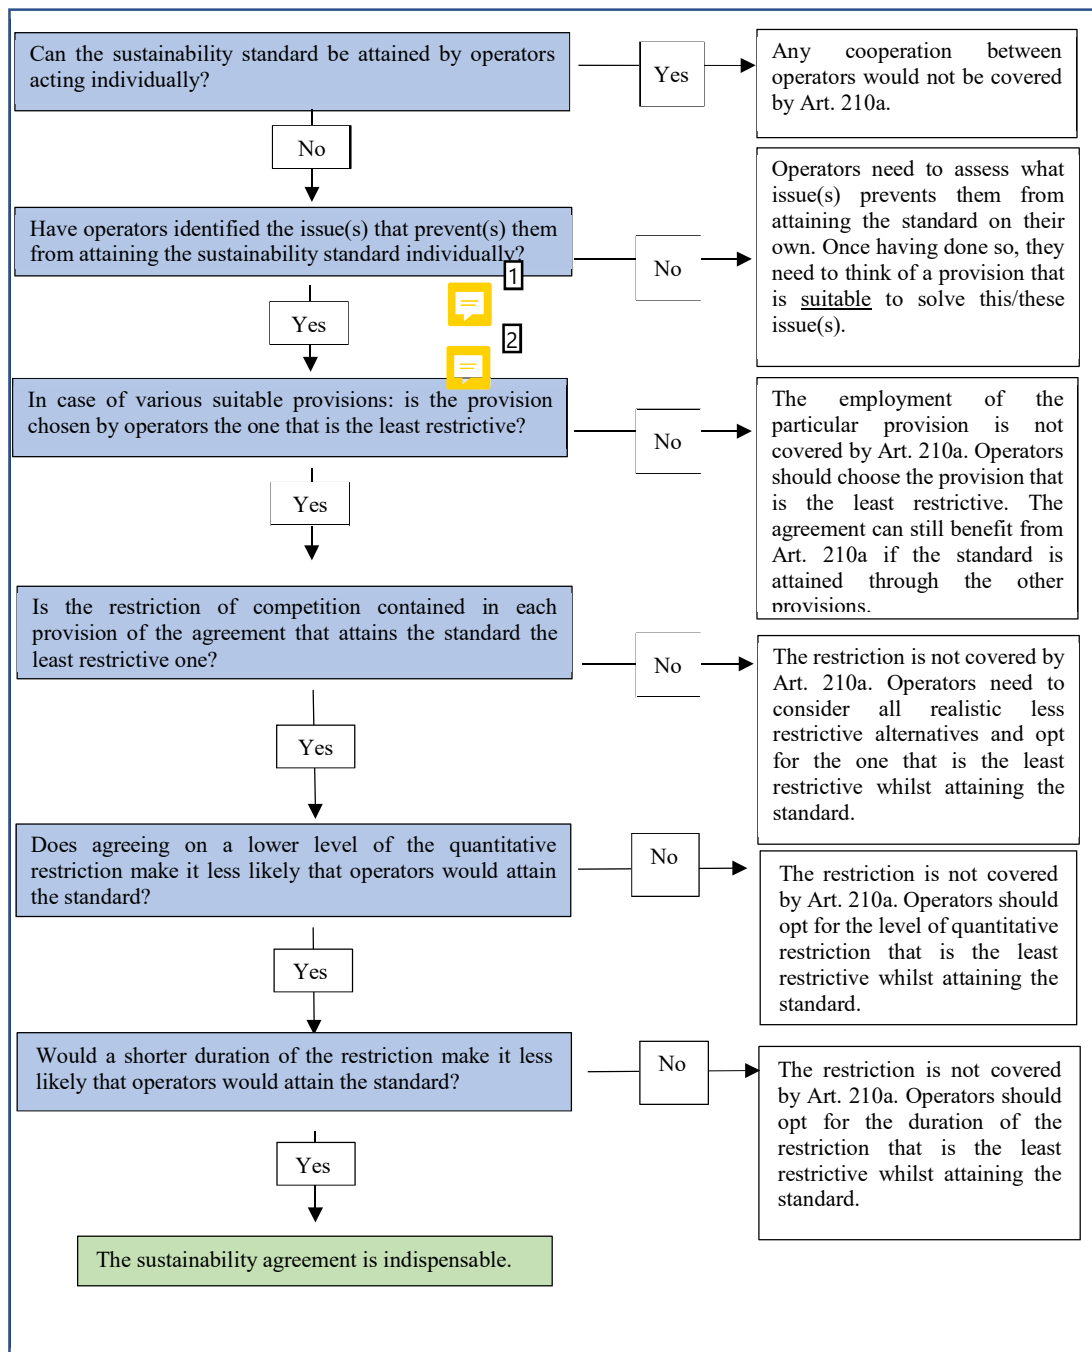 Can the sustainability standard be attained by operators
acting individually?
Yes
Any cooperation between
operators would not be covered
by Art. 210a.
No
Have operators identified the issue(s) that prevent(s) them
from attaining the sustainability standard individually?
No
Operators need to assess what
issue(s) prevents them from
attaining the standard on their
own. Once having done so, they
need to think of a provision that
is suitable to solve this/these
issue(s).
1
Yes
2
In case of various suitable provisions: is the provision
chosen by operators the one that is the least restrictive?
No
The employment of the
particular provision is not
covered by Art. 210a. Operators
should choose the provision that
is the least restrictive. The
agreement can still benefit from
Art. 210a if the standard is
attained through the other
provisions.
Yes
Is the restriction of competition contained in each
provision of the agreement that attains the standard the
least restrictive one?
No
The restriction is not covered by
Art. 210a. Operators need to
consider all realistic less
restrictive alternatives and opt
for the one that is the least
restrictive whilst attaining the
standard.
Yes
Does agreeing on a lower level of the quantitative
restriction make it less likely that operators would attain
the standard?
No
The restriction is not covered
by Art. 210a. Operators should
opt for the level of quantitative
restriction that is the least
restrictive whilst attaining the
standard.
Yes
Would a shorter duration of the restriction make it less
likely that operators would attain the standard?
No
The restriction is not covered
by Art. 210a. Operators should
opt for the duration of the
restriction that is the least
restrictive whilst attaining the
standard.
Yes
The sustainability agreement is indispensable.